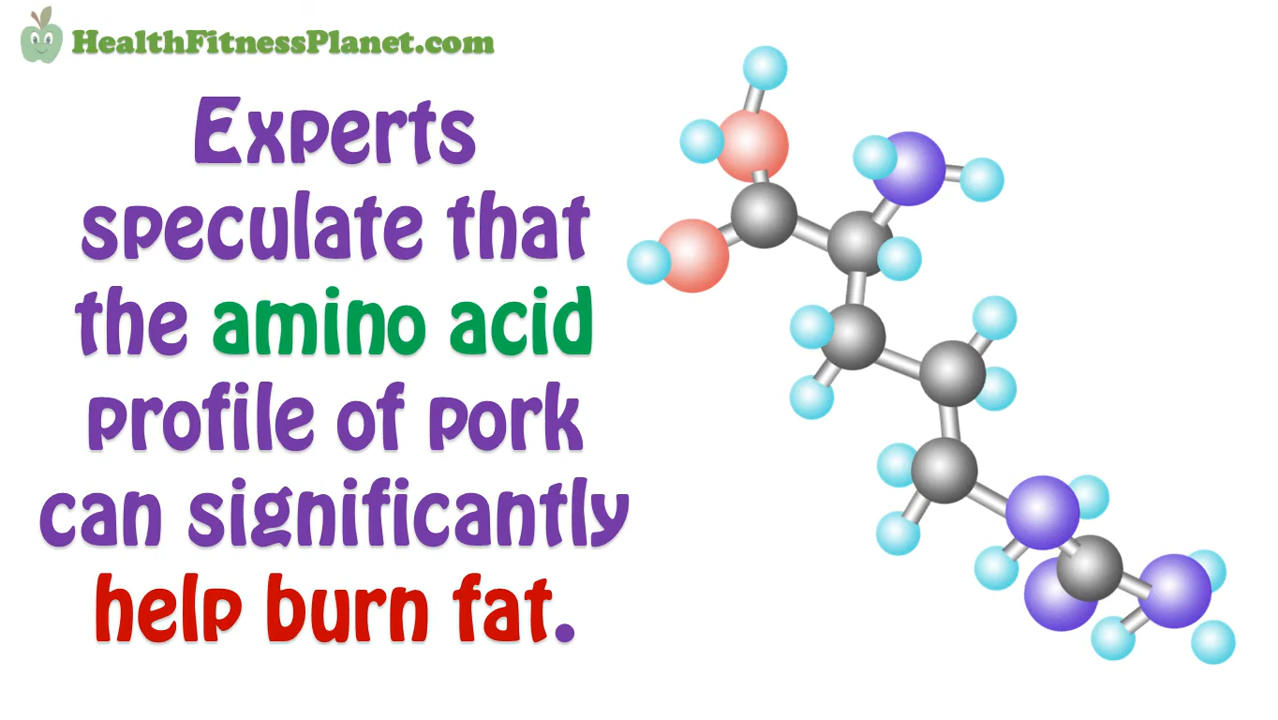 HealthFitnessPlanet.com
Experts
speculate that
the amino acid
profile of pork
can significantly
help burn fat.